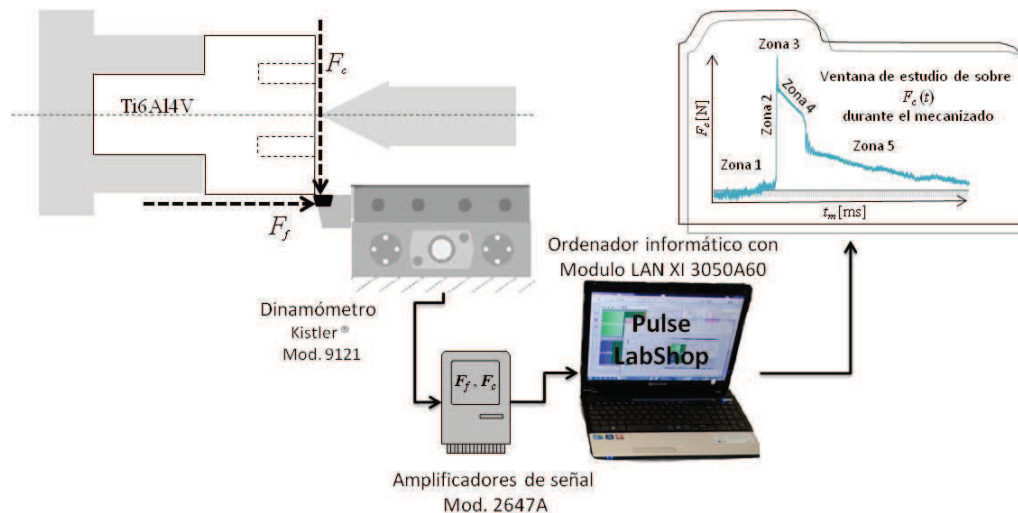 Ti6Al4V
F_c
F_f
Dinamómetro
Kistler ®
Mod. 9121
F_f , F_c
Amplificadores de señal
Mod. 2647A
Ordenador informático con
Modulo LAN XI 3050A60
Pulse
LabShop
Zona 3
Ventana de estudio de sobre
F_c (t)
durante el mecanizado
F_c [N]
Zona 2
Zona 4
Zona 1
Zona 5
t_m [ms]